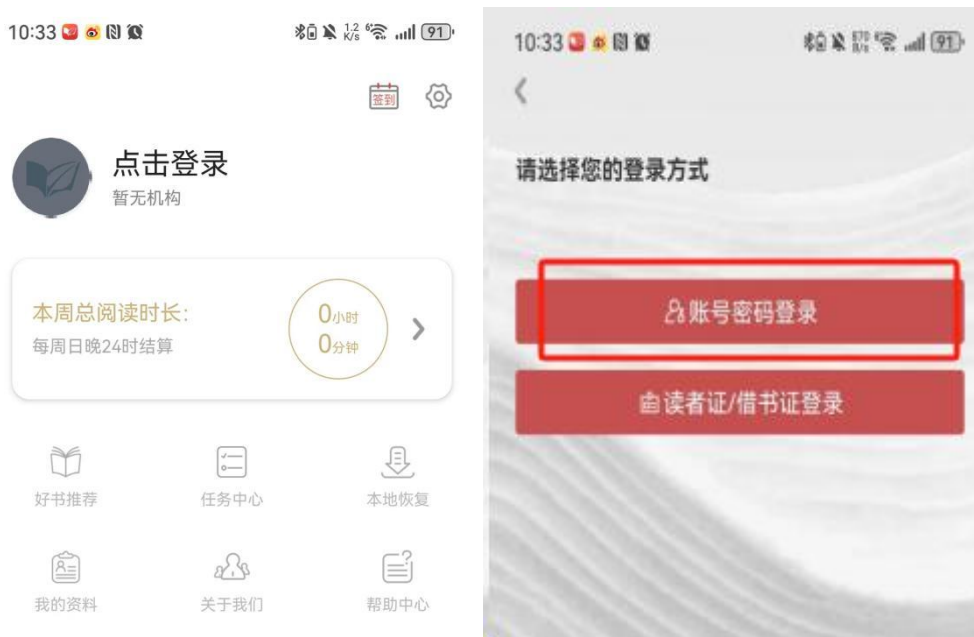 10:33
1.2
K/s
91
签到
点击登录
暂无机构
本周总阅读时长:
每周日晚24时结算
0小时
0分钟
好书推荐
任务中心
本地恢复
我的资料
关于我们
帮助中心
10:33
91
请选择您的登录方式
账号密码登录
读者证/借书证登录